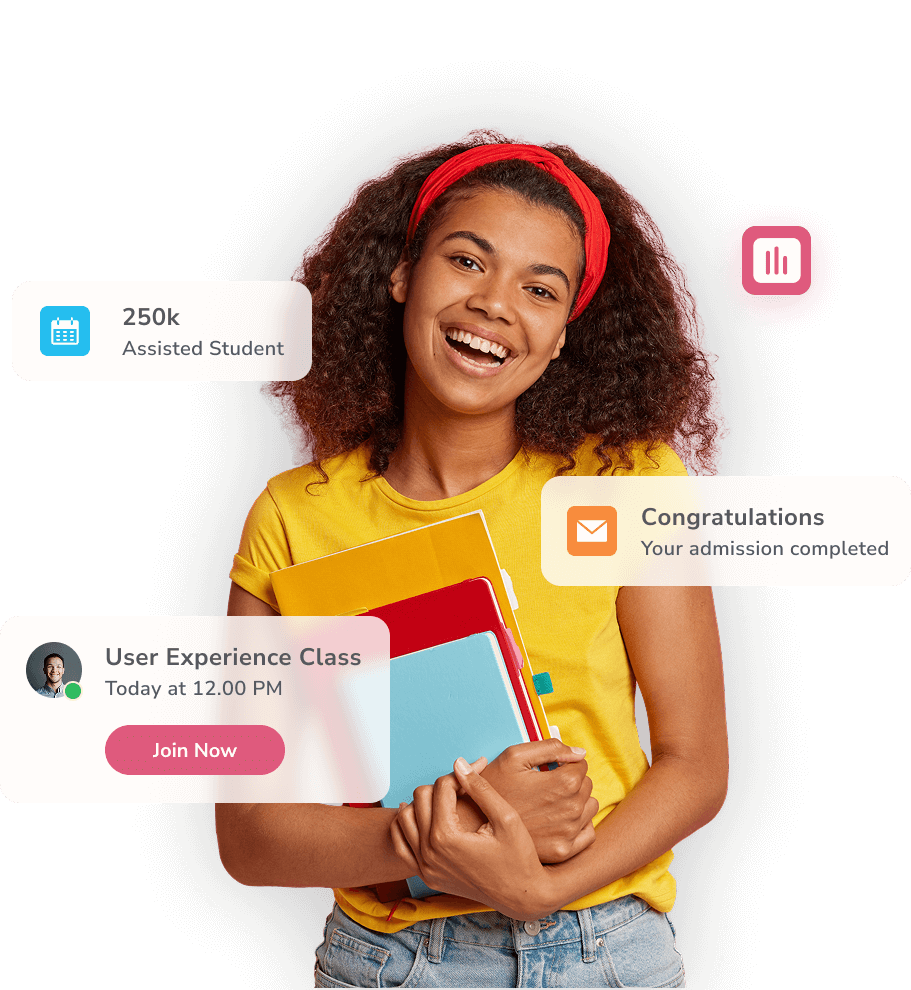 250k
Assisted Student
Congratulations
Your admission completed
User Experience Class
Today at 12.00 PM
Join Now